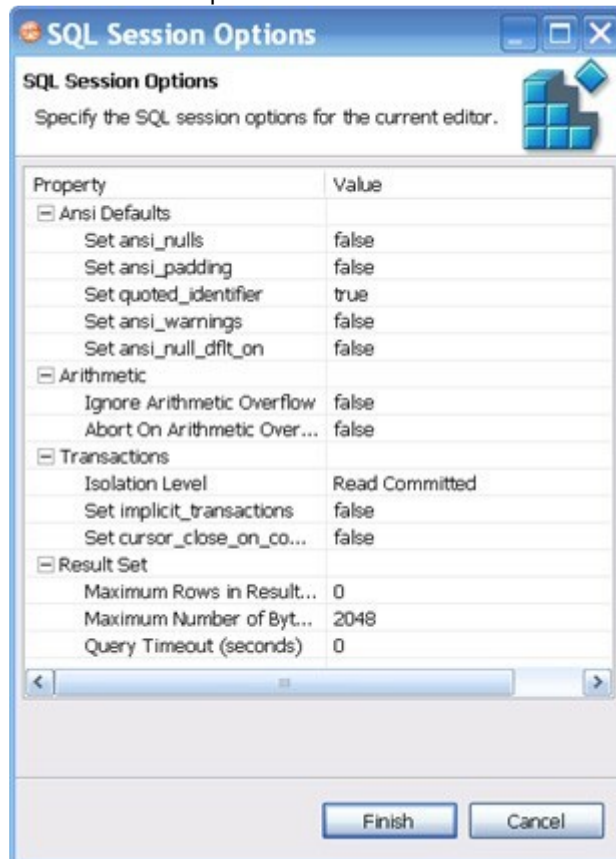 SQL Session Options
SQL Session Options
Specify the SQL session options for the current editor.
Property Value
Ansi Defaults
Set ansi_nulls false
Set ansi_padding false
Set quoted_identifier true
Set ansi_warnings false
Set ansi_null_dflt_on false
Arithmetic
Ignore Arithmetic Overflow false
Abort On Arithmetic Over... false
Transactions
Isolation Level Read Committed
Set implicit_transactions false
Set cursor_close_on_co... false
Result Set
Maximum Rows in Result... 0
Maximum Number of Byt... 2048
Query Timeout (seconds) 0
Finish Cancel